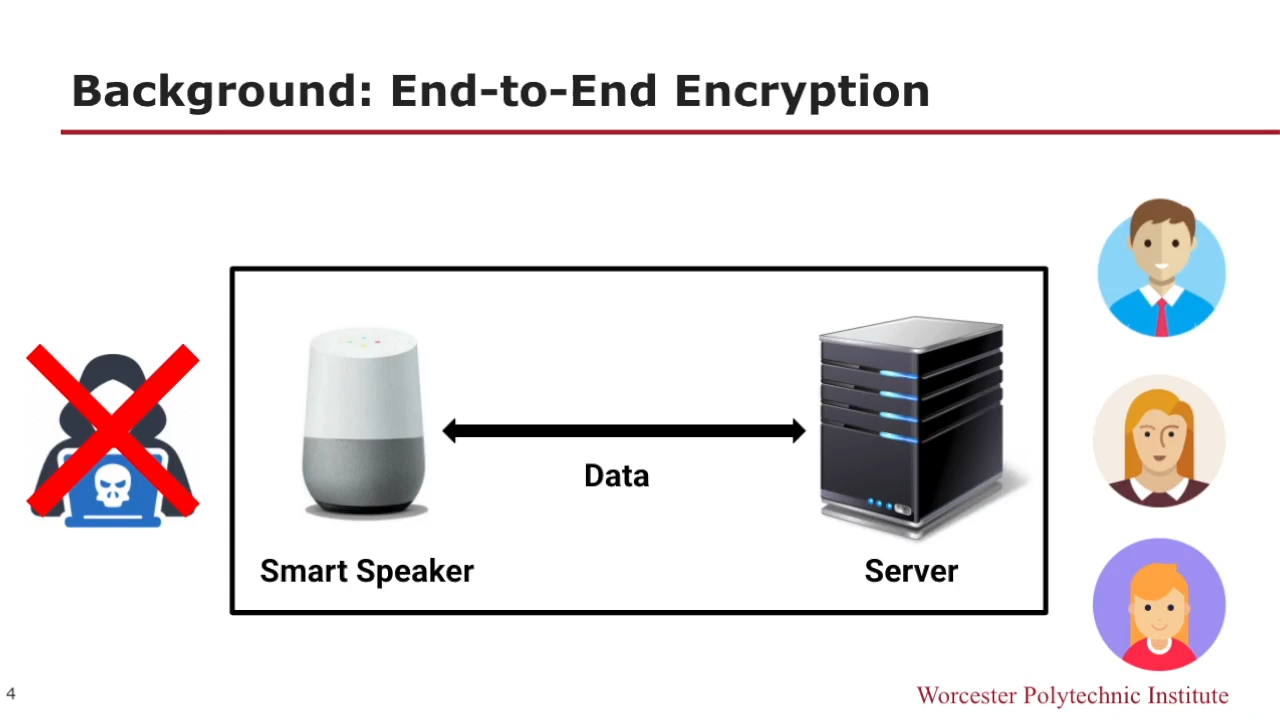 Background: End-to-End Encryption
Data
Smart Speaker
Server
4
Worcester Polytechnic Institute